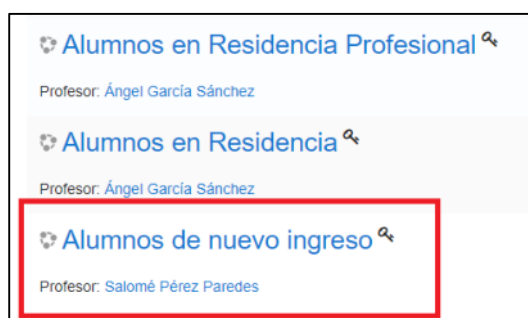 Alumnos en Residencia Profesional
Profesor: Ángel García Sánchez
Alumnos en Residencia
Profesor: Ángel García Sánchez
Alumnos de nuevo ingreso
Profesor: Salomé Pérez Paredes